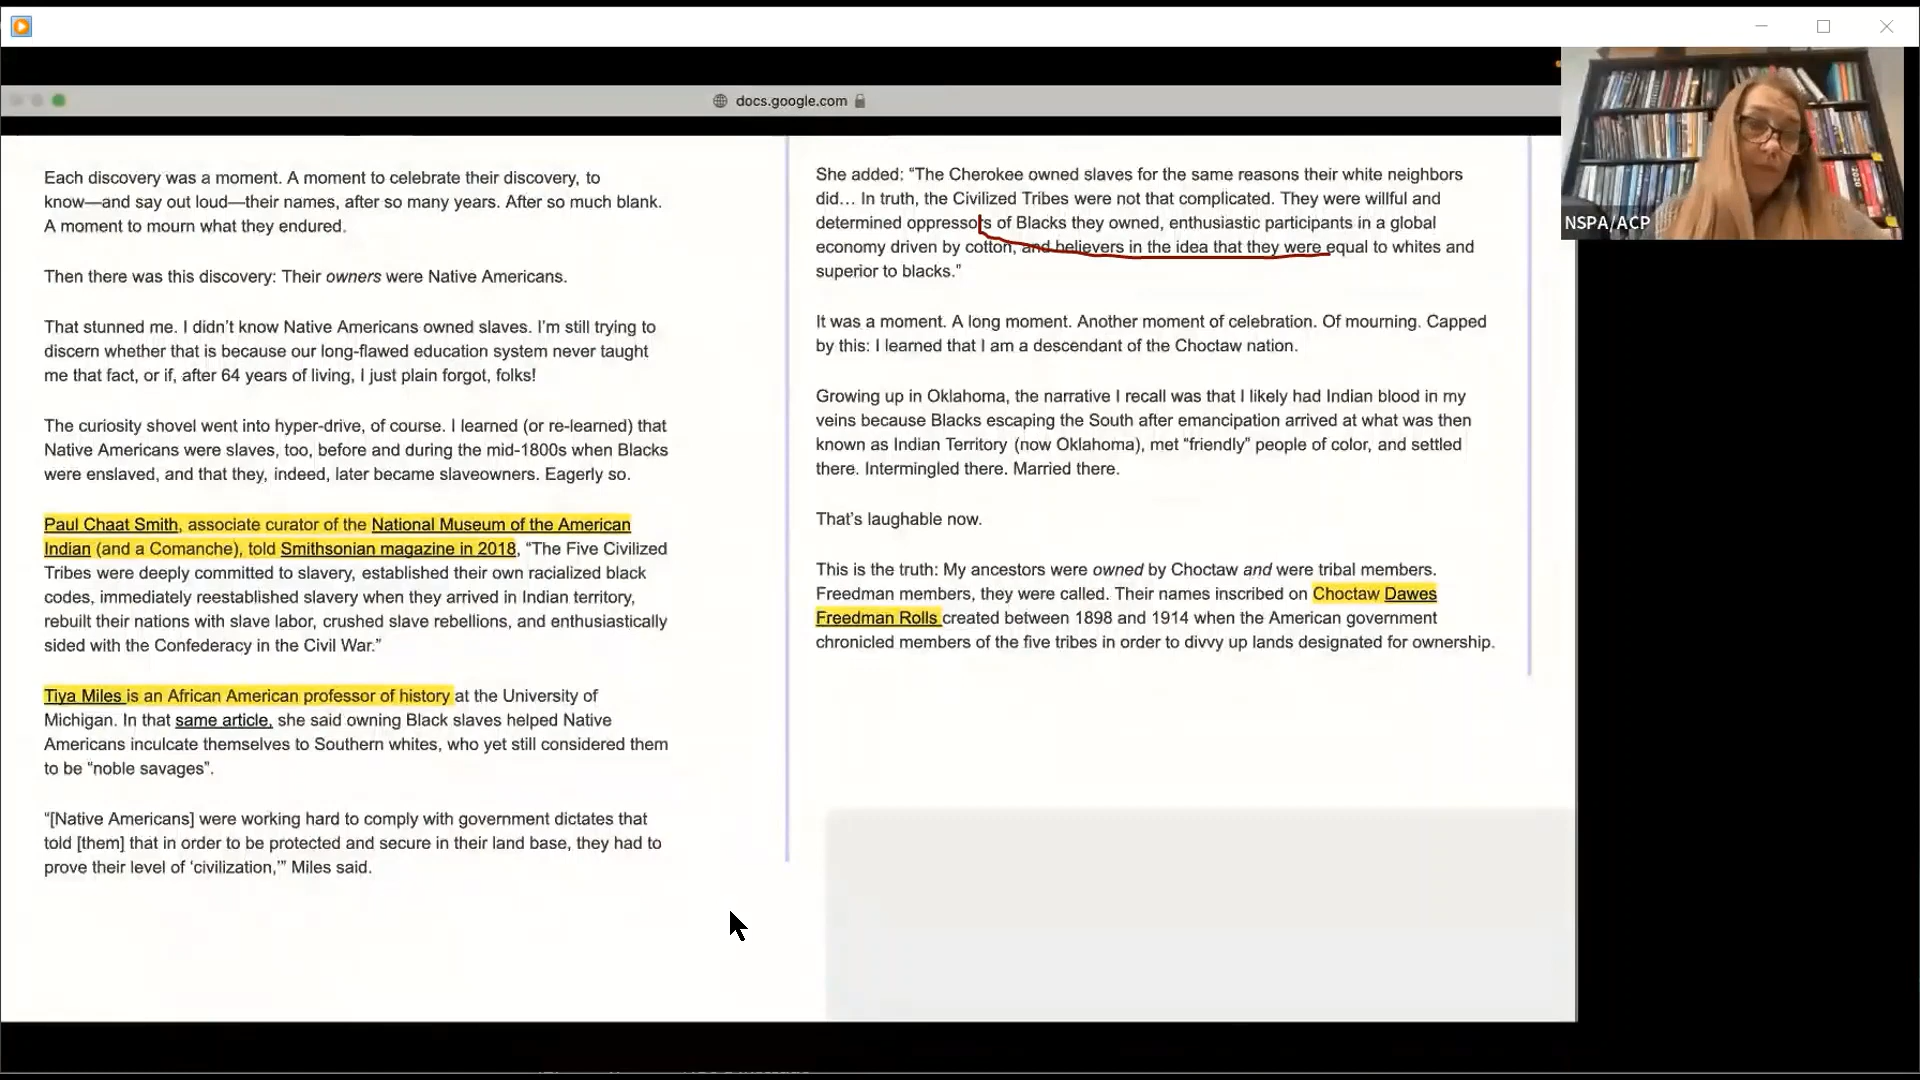 docs.google.com
NSPA/ACP
Each discovery was a moment. A moment to celebrate their discovery, to
know—and say out loud—their names, after so many years. After so much blank.
A moment to mourn what they endured.
Then there was this discovery: Their owners were Native Americans.
That stunned me. I didn’t know Native Americans owned slaves. I’m still trying to
discern whether that is because our long-flawed education system never taught
me that fact, or if, after 64 years of living, I just plain forgot, folks!
The curiosity shovel went into hyper-drive, of course. I learned (or re-learned) that
Native Americans were slaves, too, before and during the mid-1800s when Blacks
were enslaved, and that they, indeed, later became slaveowners. Eagerly so.
Paul Chaat Smith, associate curator of the National Museum of the American
Indian (and a Comanche), told Smithsonian magazine in 2018, “The Five Civilized
Tribes were deeply committed to slavery, established their own racialized black
codes, immediately reestablished slavery when they arrived in Indian territory,
rebuilt their nations with slave labor, crushed slave rebellions, and enthusiastically
sided with the Confederacy in the Civil War.”
Tiya Miles is an African American professor of history at the University of
Michigan. In that same article, she said owning Black slaves helped Native
Americans inculcate themselves to Southern whites, who yet still considered them
to be “noble savages”.
“[Native Americans] were working hard to comply with government dictates that
told [them] that in order to be protected and secure in their land base, they had to
prove their level of ‘civilization,’” Miles said.
She added: “The Cherokee owned slaves for the same reasons their white neighbors
did… In truth, the Civilized Tribes were not that complicated. They were willful and
determined oppressors of Blacks they owned, enthusiastic participants in a global
economy driven by cotton, and believers in the idea that they were equal to whites and
superior to blacks.”
It was a moment. A long moment. Another moment of celebration. Of mourning. Capped
by this: I learned that I am a descendant of the Choctaw nation.
Growing up in Oklahoma, the narrative I recall was that I likely had Indian blood in my
veins because Blacks escaping the South after emancipation arrived at what was then
known as Indian Territory (now Oklahoma), met “friendly” people of color, and settled
there. Intermingled there. Married there.
That’s laughable now.
This is the truth: My ancestors were owned by Choctaw and were tribal members.
Freedman members, they were called. Their names inscribed on Choctaw Dawes
Freedman Rolls created between 1898 and 1914 when the American government
chronicled members of the five tribes in order to divvy up lands designated for ownership.